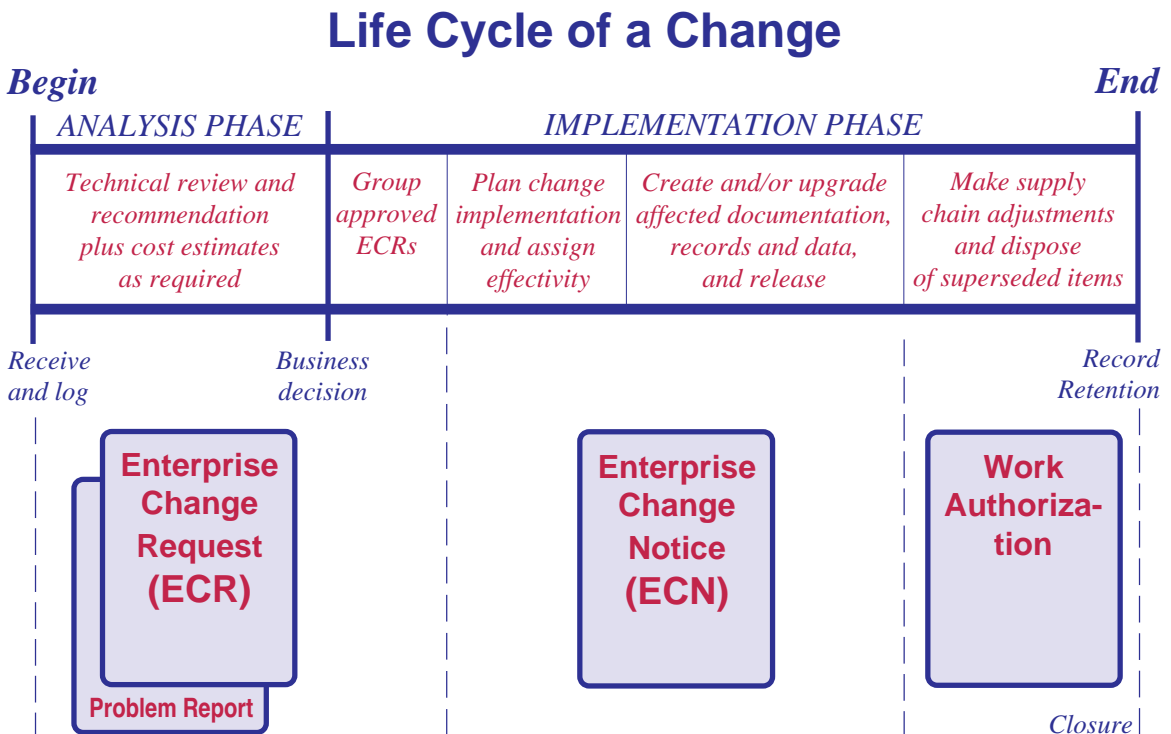 Life Cycle of a Change
Begin
End
ANALYSIS PHASE
IMPLEMENTATION PHASE
Technical review and
recommendation
plus cost estimates
as required
Group
approved
ECRs
Plan change
implementation
and assign
effectivity
Create and/or upgrade
affected documentation,
records and data,
and release
Make supply
chain adjustments
and dispose
of superseded items
Receive
and log
Business
decision
Record
Retention
Enterprise
Change
Request
(ECR)
Problem Report
Enterprise
Change
Notice
(ECN)
Work
Authoriza-
tion
Closure